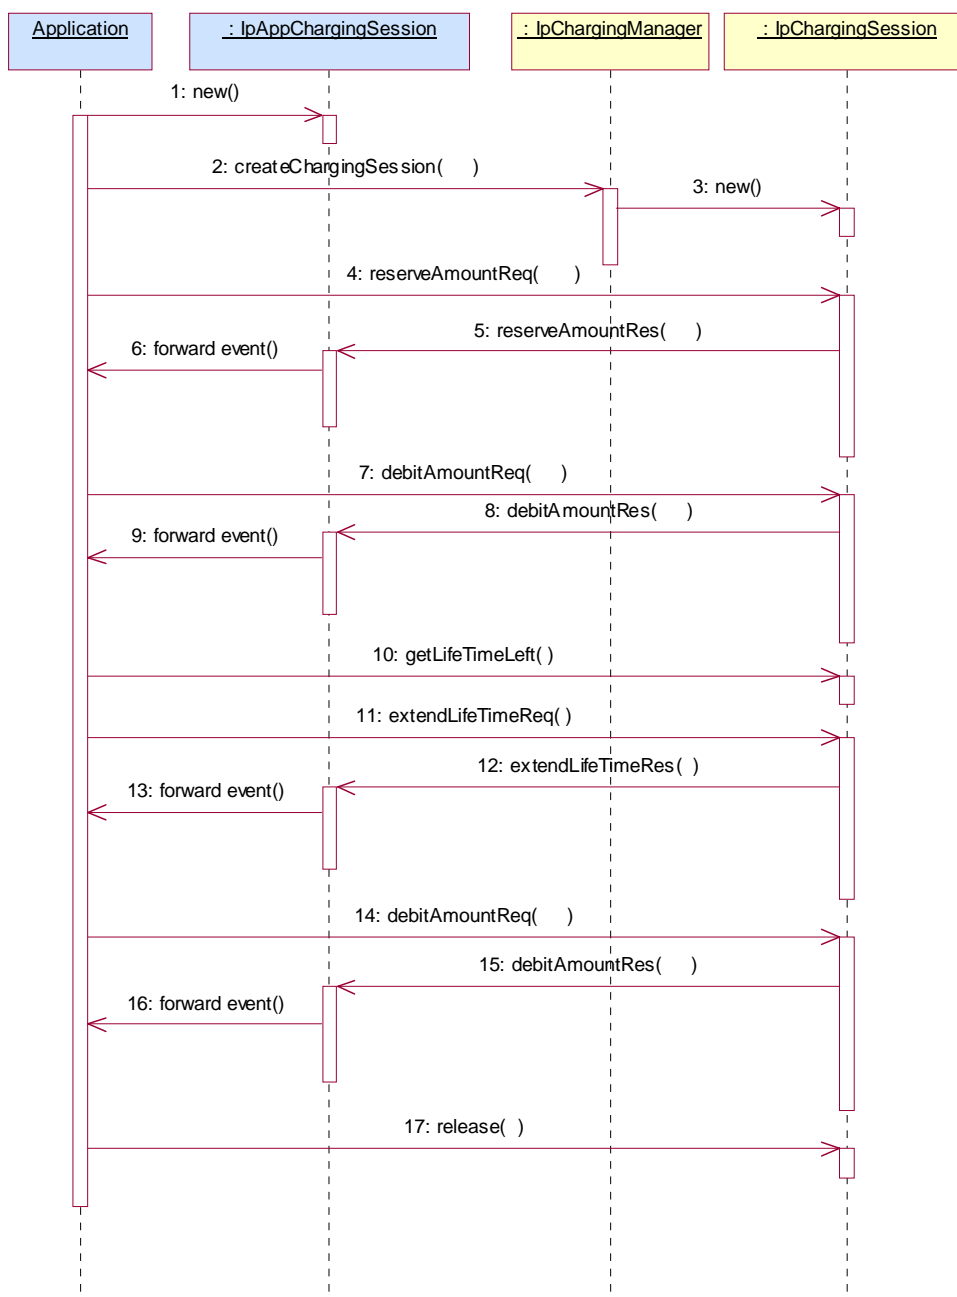 Application
: IpAppChargingSession
: IpChargingManager
: IpChargingSession
1: new()
2: createChargingSession( )
3: new()
4: reserveAmountReq( )
5: reserveAmountRes( )
6: forward event()
7: debitAmountReq( )
8: debitAmountRes( )
9: forward event()
10: getLifeTimeLeft( )
11: extendLifeTimeReq( )
12: extendLifeTimeRes( )
13: forward event()
14: debitAmountReq( )
15: debitAmountRes( )
16: forward event()
17: release( )